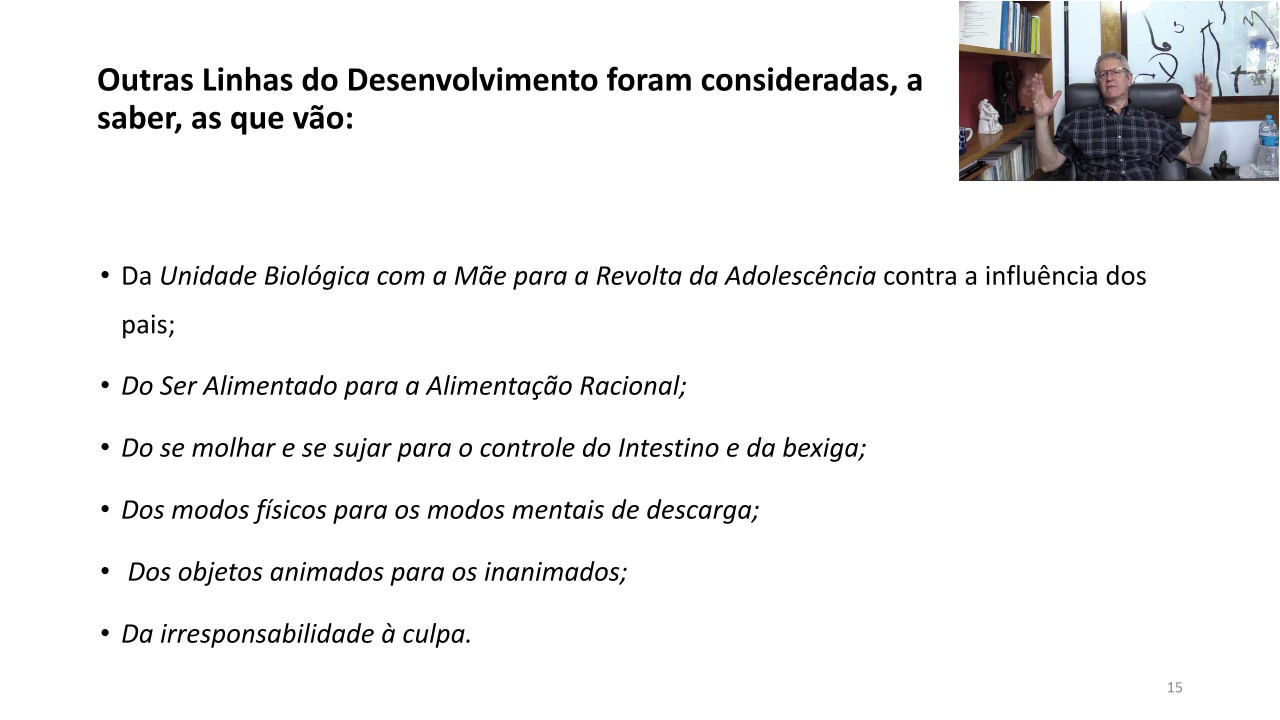 Outras Linhas do Desenvolvimento foram consideradas, a
saber, as que vão:
• Da Unidade Biológica com a Mãe para a Revolta da Adolescência contra a influência dos
pais;
• Do Ser Alimentado para a Alimentação Racional;
• Do se molhar e se sujar para o controle do Intestino e da bexiga;
• Dos modos físicos para os modos mentais de descarga;
• Dos objetos animados para os inanimados;
• Da irresponsabilidade à culpa.
15